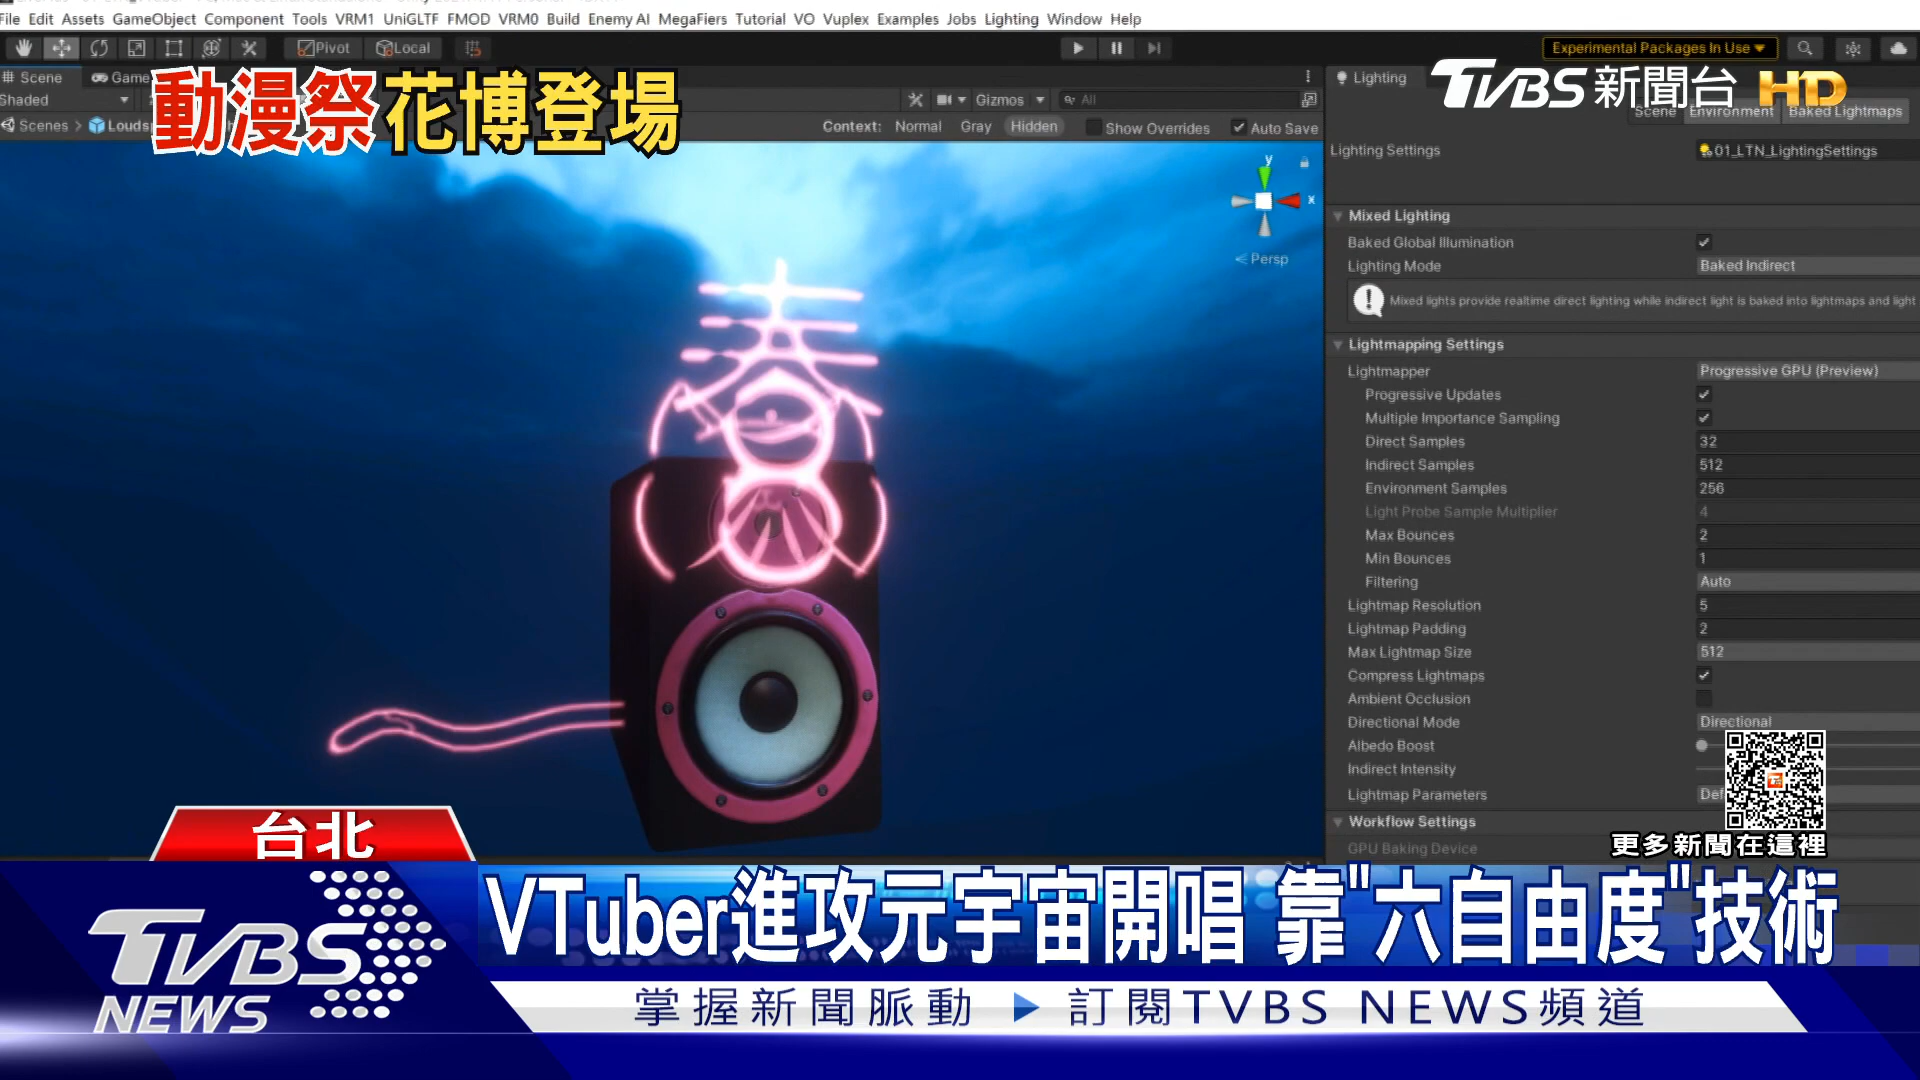 File Edit Assets GameObject Component Tools VRM1 UniGLTF FMOD VRM0 Build Enemy AI MegaFiers Tutorial VO Vuplex Examples Jobs Lighting Window Help
Pivot Local
Experimental Packages In Use
Scene Game
Lighting
TVBS新聞台 HD
動漫祭花博登場
Shaded
Gizmos All
Scene Environment Baked Lightmaps
Scenes
Context: Normal Gray Hidden Show Overrides Auto Save
Lighting Settings 01_LTN_LightingSettings
y
x
Persp
Mixed Lighting
Baked Global Illumination
Lighting Mode Baked Indirect
Mixed lights provide realtime direct lighting while indirect light is baked into lightmaps and light
Lightmapping Settings
Lightmapper Progressive GPU (Preview)
Progressive Updates
Multiple Importance Sampling
Direct Samples 32
Indirect Samples 512
Environment Samples 256
Light Probe Sample Multiplier 4
Max Bounces 2
Min Bounces 1
Filtering Auto
Lightmap Resolution 5
Lightmap Padding 2
Max Lightmap Size 512
Compress Lightmaps
Ambient Occlusion
Directional Mode Directional
Albedo Boost
Indirect Intensity
Lightmap Parameters
Workflow Settings
GPU Baking Device
更多新聞在這裡
台北
VTuber進攻元宇宙開唱 靠"六自由度"技術
TVBS
NEWS
掌握新聞脈動 ▶ 訂閱TVBS NEWS頻道